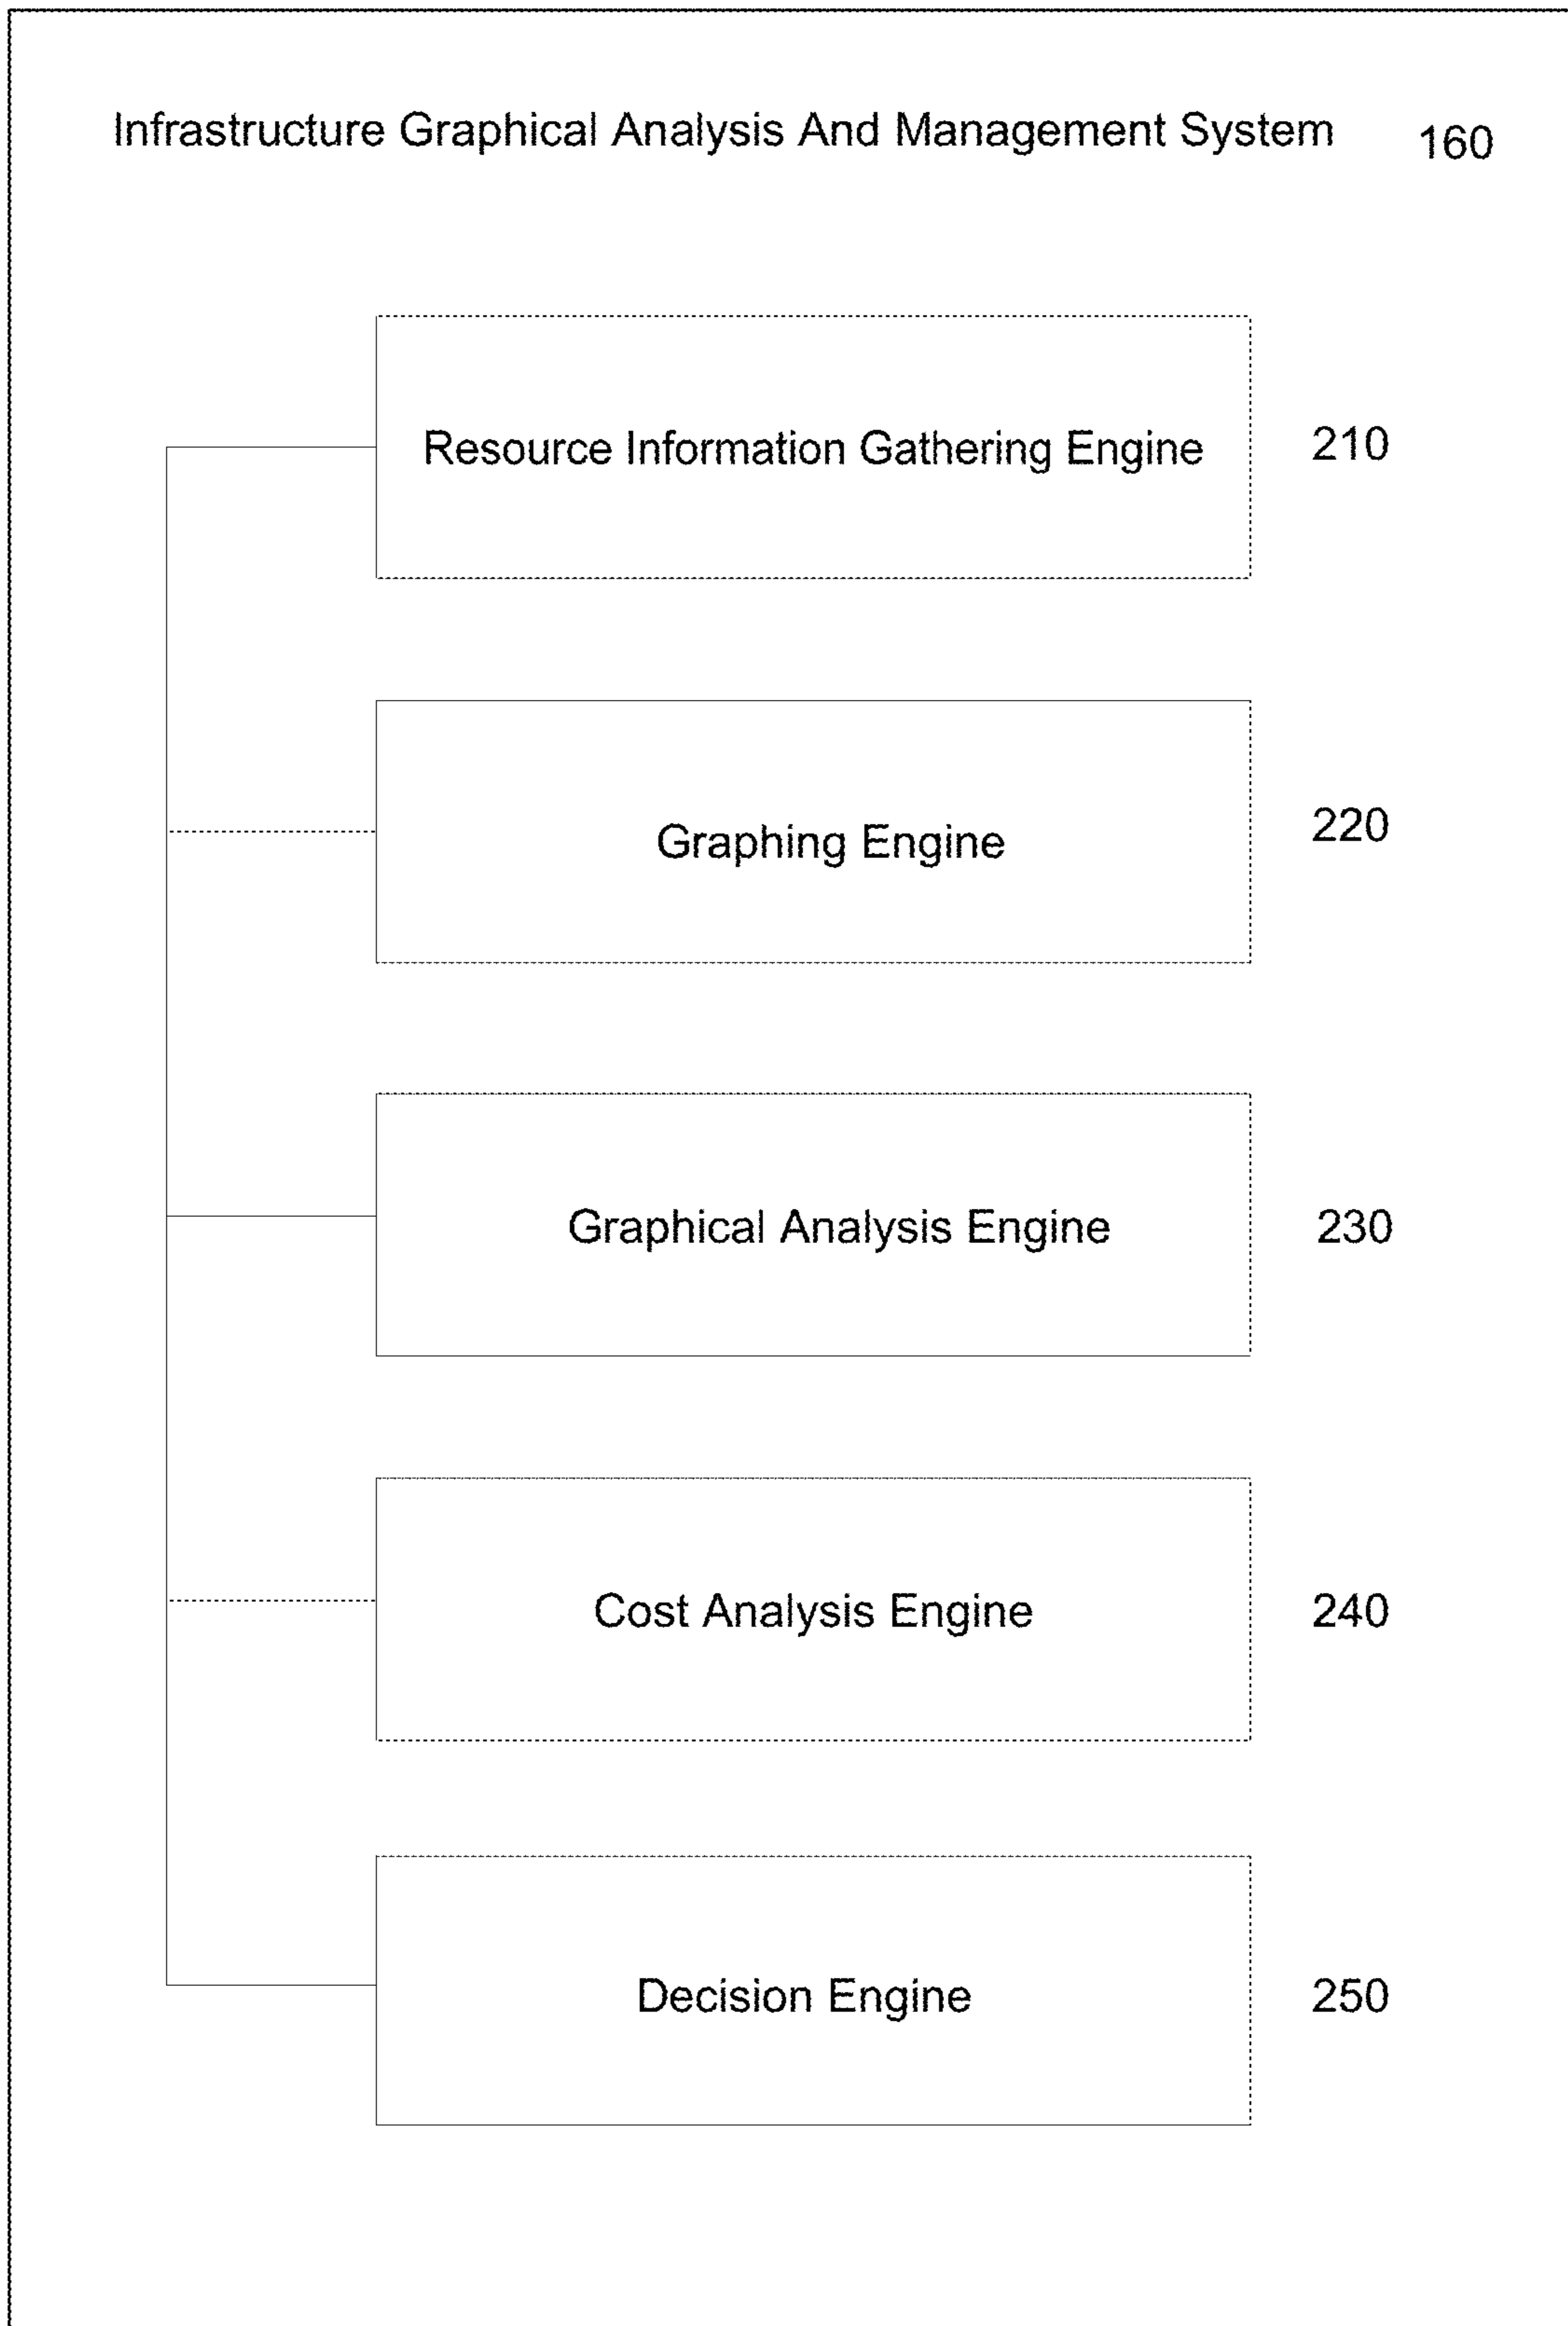 Infrastructure Graphical Analysis And Management System 160
Resource Information Gathering Engine 210
Graphing Engine 220
Graphical Analysis Engine 230
Cost Analysis Engine 240
Decision Engine 250